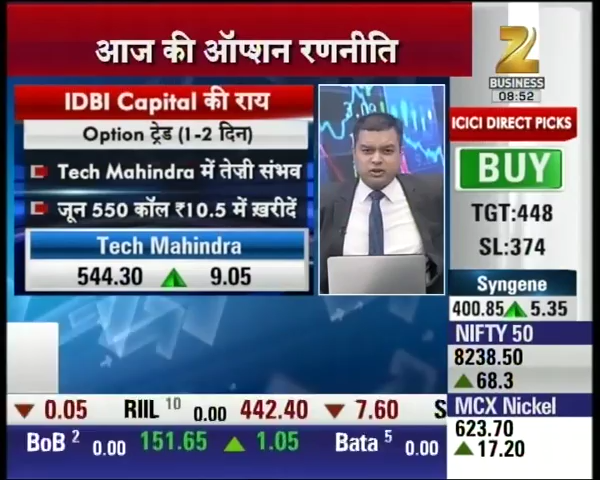 आज की ऑप्शन रणनीति
Z
BUSINESS
08:52
IDBI Capital की राय
Option ट्रेड (1-2 दिन)
Tech Mahindra में तेज़ी संभव
जून 550 कॉल ₹10.5 में ख़रीदें
Tech Mahindra
544.30 9.05
ICICI DIRECT PICKS
BUY
TGT:448
SL:374
Syngene
400.85 5.35
NIFTY 50
8238.50
68.3
MCX Nickel
623.70
17.20
0.05 RIIL 10 0.00 442.40 7.60 S
BoB 2 0.00 151.65 1.05 Bata 5 0.00